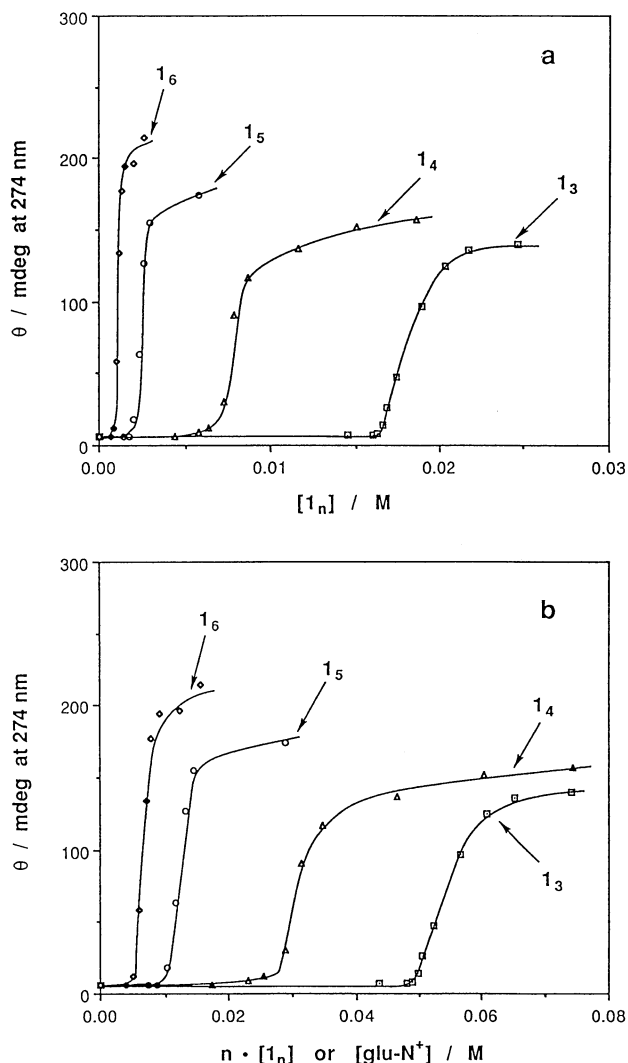 300
a
1₆
1₅
200
1₄
1₃
100
0
0.00 0.01 0.02 0.03
θ / mdeg at 274 nm
[1ₙ] / M
300
b
1₆
1₅
1₄
200
100
1₃
0
0.00 0.02 0.04 0.06 0.08
θ / mdeg at 274 nm
n • [1ₙ] or [glu-N⁺] / M